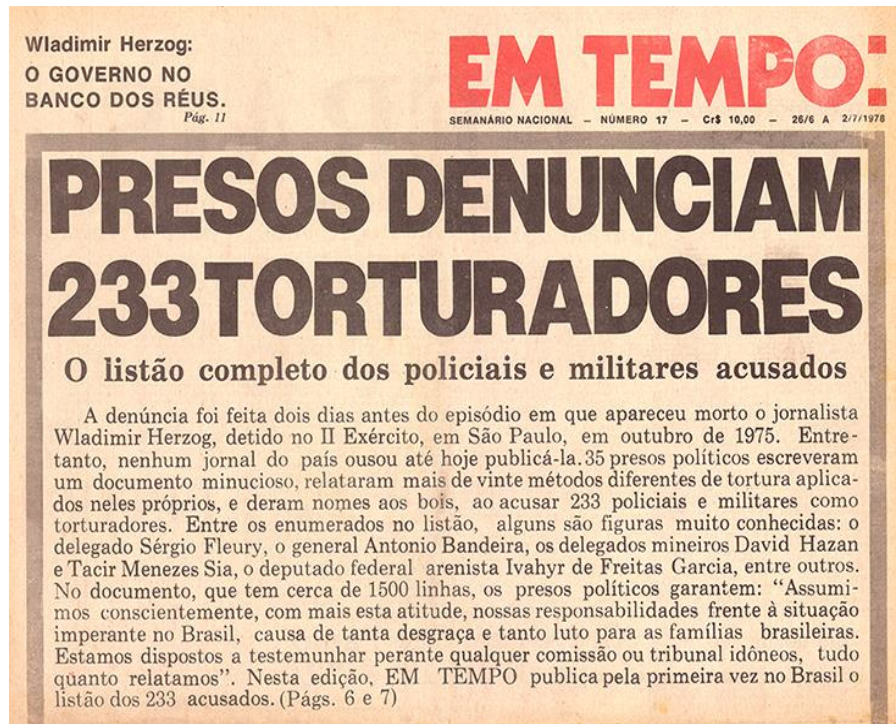 Wladimir Herzog:
O GOVERNO NO
BANCO DOS RÉUS.
Pág. 11
EM TEMPO:
SEMANÁRIO NACIONAL – NÚMERO 17 – Cr$ 10,00 – 26/6 A 2/7/1978
PRESOS DENUNCIAM
233 TORTURADORES
O listão completo dos policiais e militares acusados
A denúncia foi feita dois dias antes do episódio em que apareceu morto o jornalista
Wladimir Herzog, detido no II Exército, em São Paulo, em outubro de 1975. Entre-
tanto, nenhum jornal do país ousou até hoje publicá-la. 35 presos políticos escreveram
um documento minucioso, relataram mais de vinte métodos diferentes de tortura aplica-
dos neles próprios, e deram nomes aos bois, ao acusar 233 policiais e militares como
torturadores. Entre os enumerados no listão, alguns são figuras muito conhecidas: o
delegado Sérgio Fleury, o general Antonio Bandeira, os delegados mineiros David Hazan
e Tacir Menezes Sia, o deputado federal arenista Ivahyr de Freitas Garcia, entre outros.
No documento, que tem cerca de 1500 linhas, os presos políticos garantem: “Assumi-
mos conscientemente, com mais esta atitude, nossas responsabilidades frente à situação
imperante no Brasil, causa de tanta desgraça e tanto luto para as famílias brasileiras.
Estamos dispostos a testemunhar perante qualquer comissão ou tribunal idôneos, tudo
quanto relatamos”. Nesta edição, EM TEMPO publica pela primeira vez no Brasil o
listão dos 233 acusados. (Págs. 6 e 7)